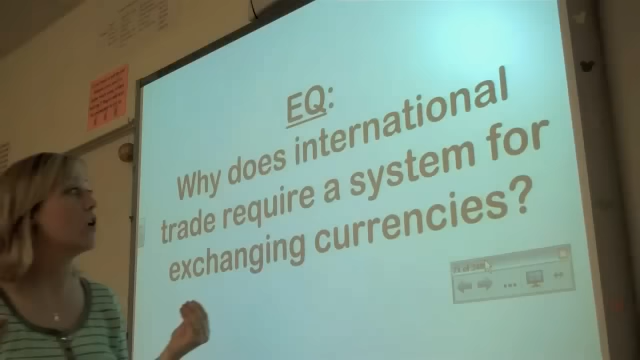 EQ:
Why does international
trade require a system for
exchanging currencies?